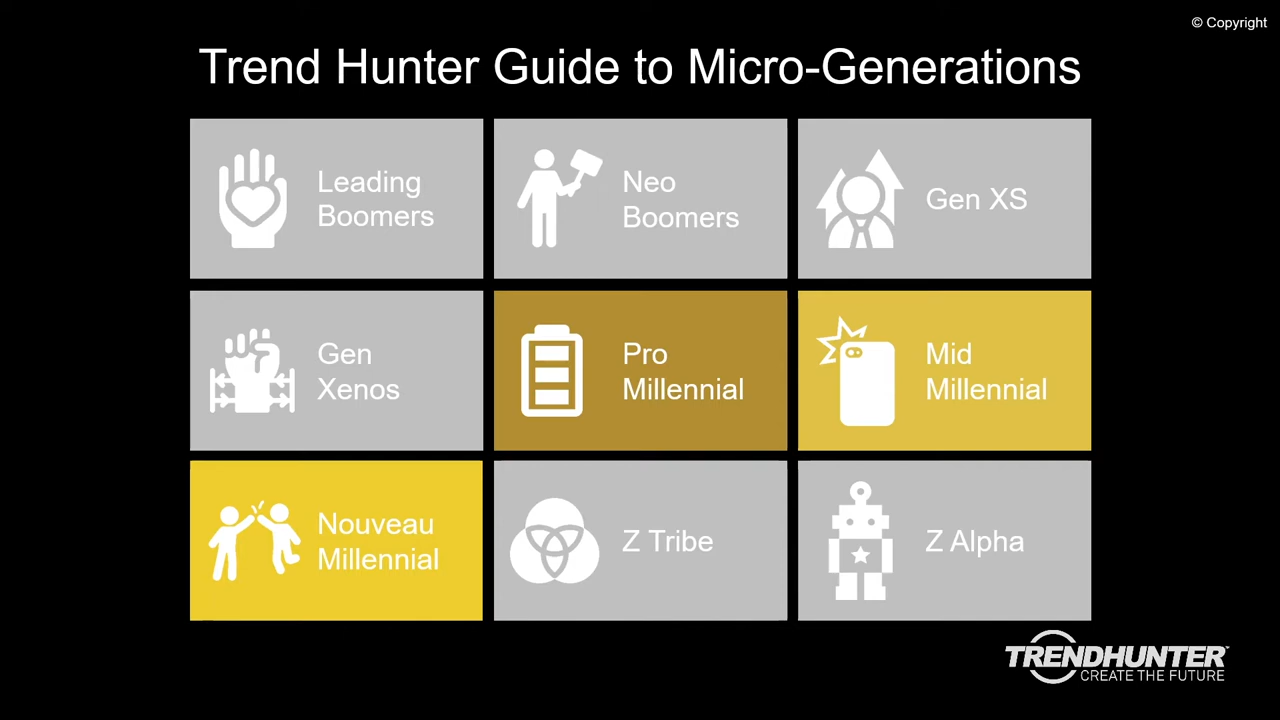 © Copyright
Trend Hunter Guide to Micro-Generations
Leading
Boomers
Neo
Boomers
Gen XS
Gen
Xenos
Pro
Millennial
Mid
Millennial
Nouveau
Millennial
Z Tribe
Z Alpha
TRENDHUNTER
CREATE THE FUTURE